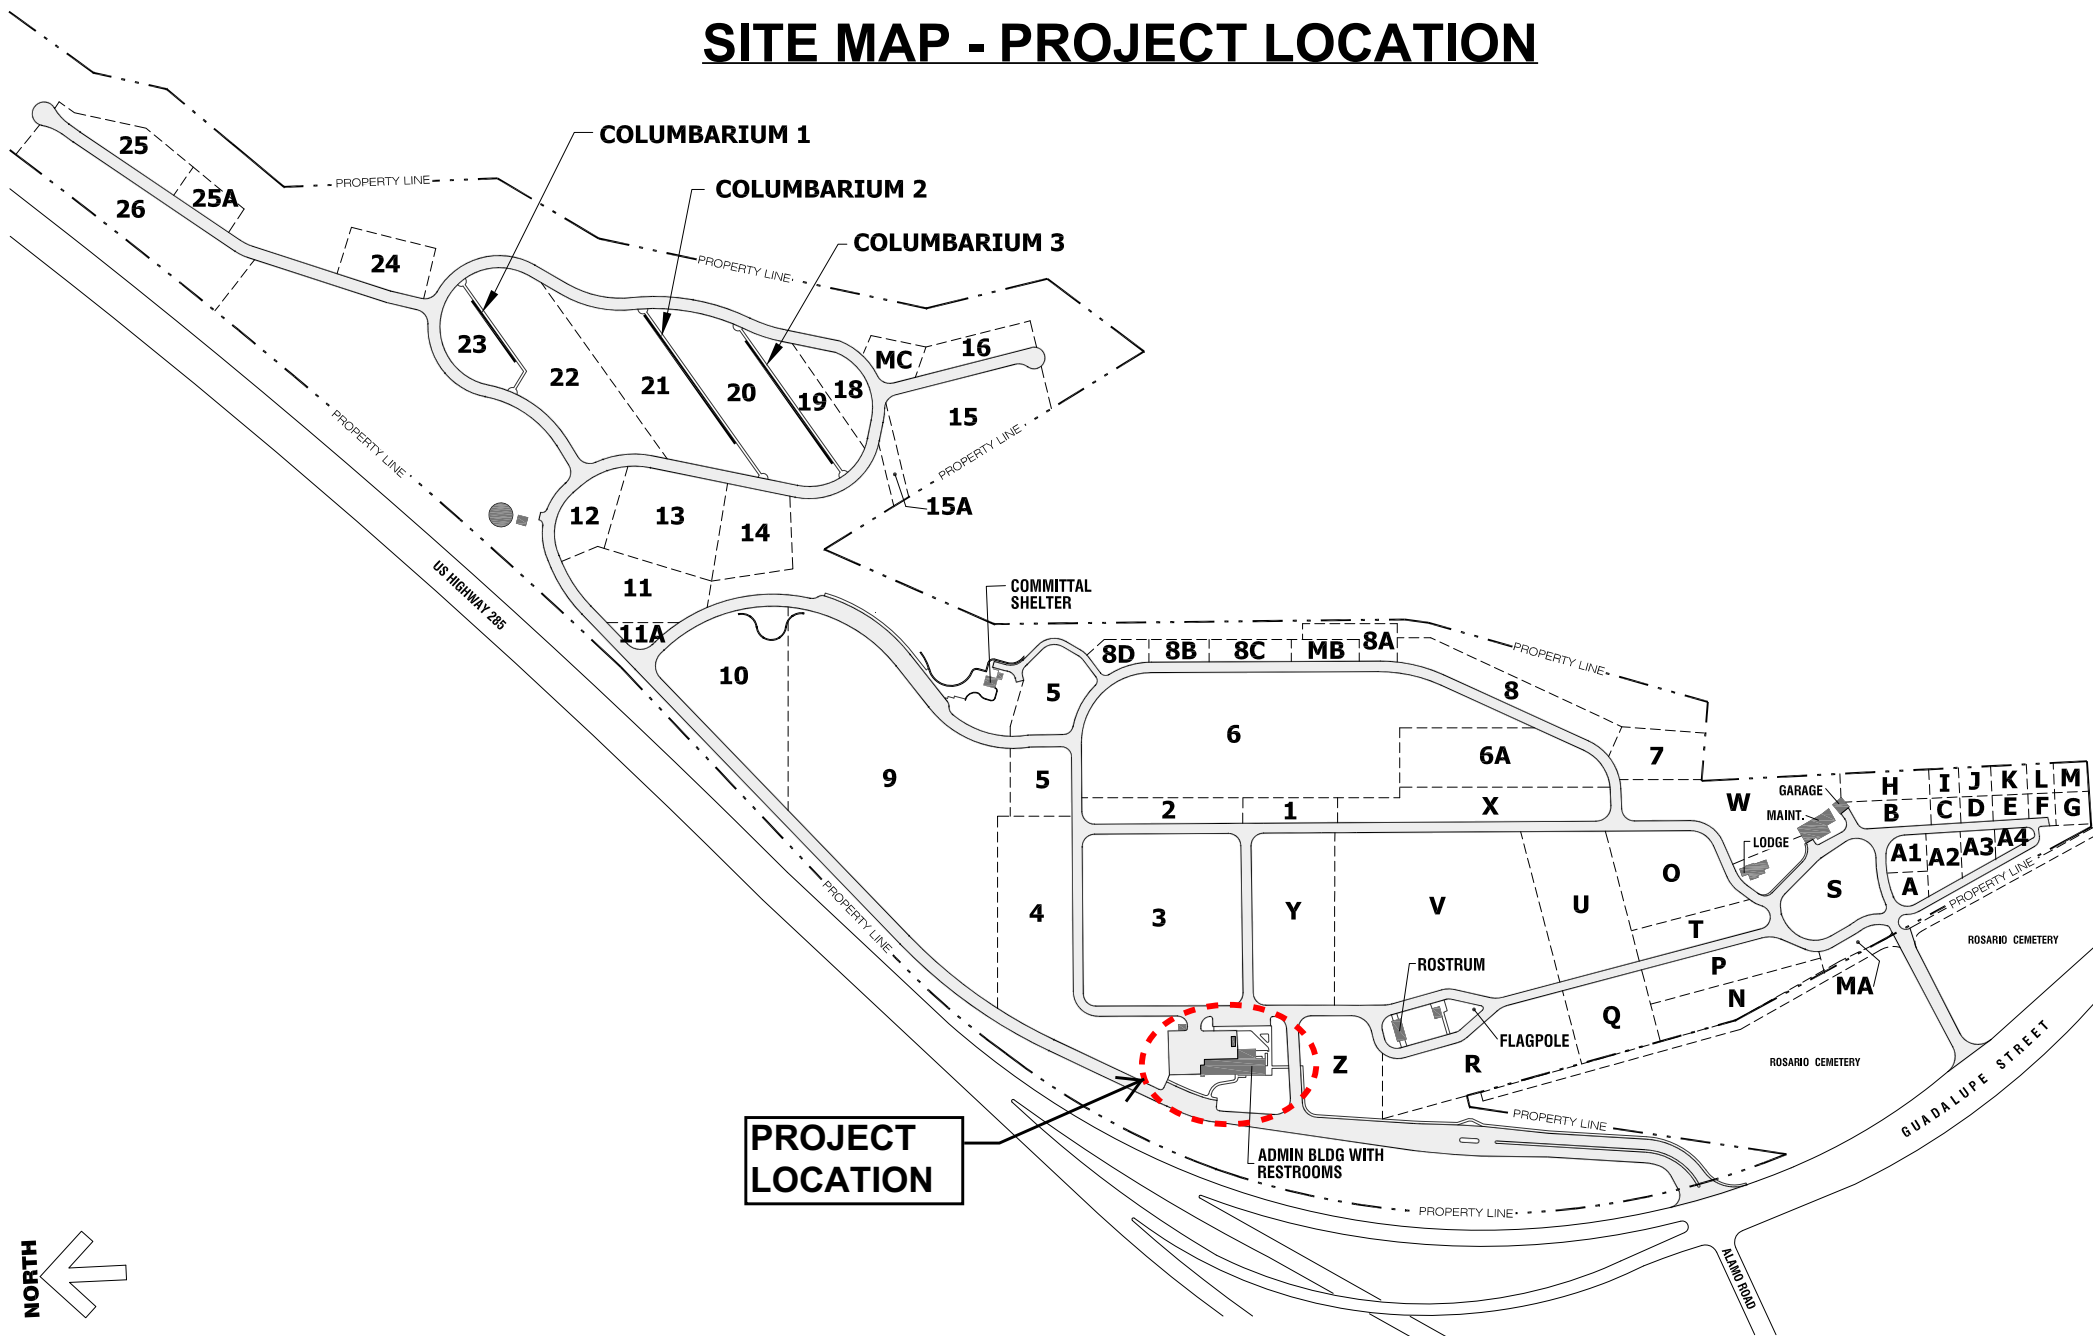 SITE MAP - PROJECT LOCATION
COLUMBARIUM 1
25
PROPERTY LINE
COLUMBARIUM 2
25A
26
COLUMBARIUM 3
24
PROPERTY LINE
23
22
21
20
19
18
MC
16
15
PROPERTY LINE
PROPERTY LINE
15A
12
13
14
US HIGHWAY 285
11
COMMITTAL
SHELTER
11A
10
8D
8B
8C
MB
8A
PROPERTY LINE
5
8
6
6A
7
9
5
2
1
X
W
GARAGE
MAINT.
LODGE
H
I
J
K
L
M
B
C
D
E
F
G
A1
A2
A3
A4
A
S
PROPERTY LINE
4
3
Y
V
U
O
T
PROPERTY LINE
ROSARIO CEMETERY
ROSTRUM
P
N
MA
Q
FLAGPOLE
Z
R
ROSARIO CEMETERY
GUADALUPE STREET
PROPERTY LINE
PROJECT
LOCATION
ADMIN BLDG WITH
RESTROOMS
PROPERTY LINE
ALAMO ROAD
NORTH